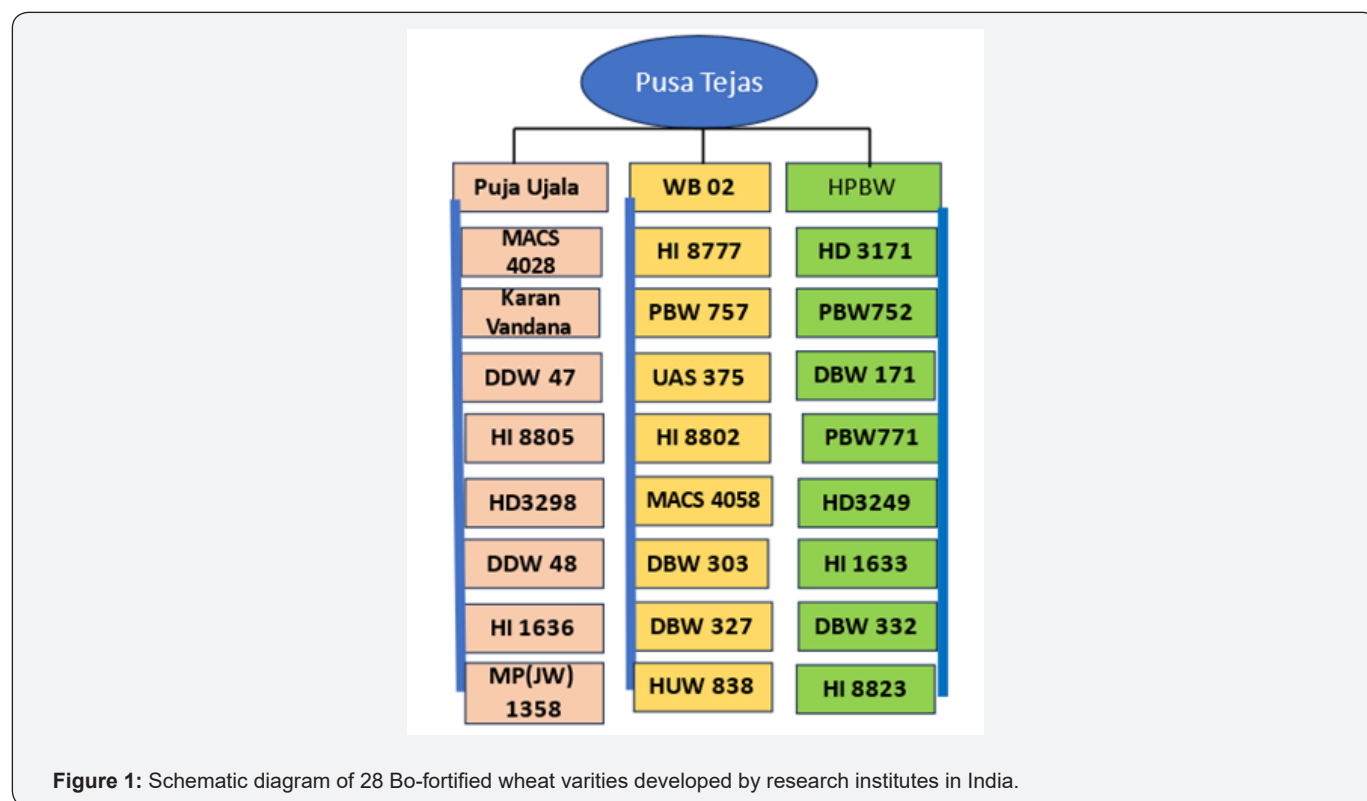 Pusa Tejas
Puja Ujala
MACS
4028
Karan
Vandana
DDW 47
HI 8805
HD3298
DDW 48
HI 1636
MP(JW)
1358
WB 02
HI 8777
PBW 757
UAS 375
HI 8802
MACS 4058
DBW 303
DBW 327
HUW 838
HPBW
HD 3171
PBW752
DBW 171
PBW771
HD3249
HI 1633
DBW 332
HI 8823
Figure 1: Schematic diagram of 28 Bo-fortified wheat varities developed by research institutes in India.